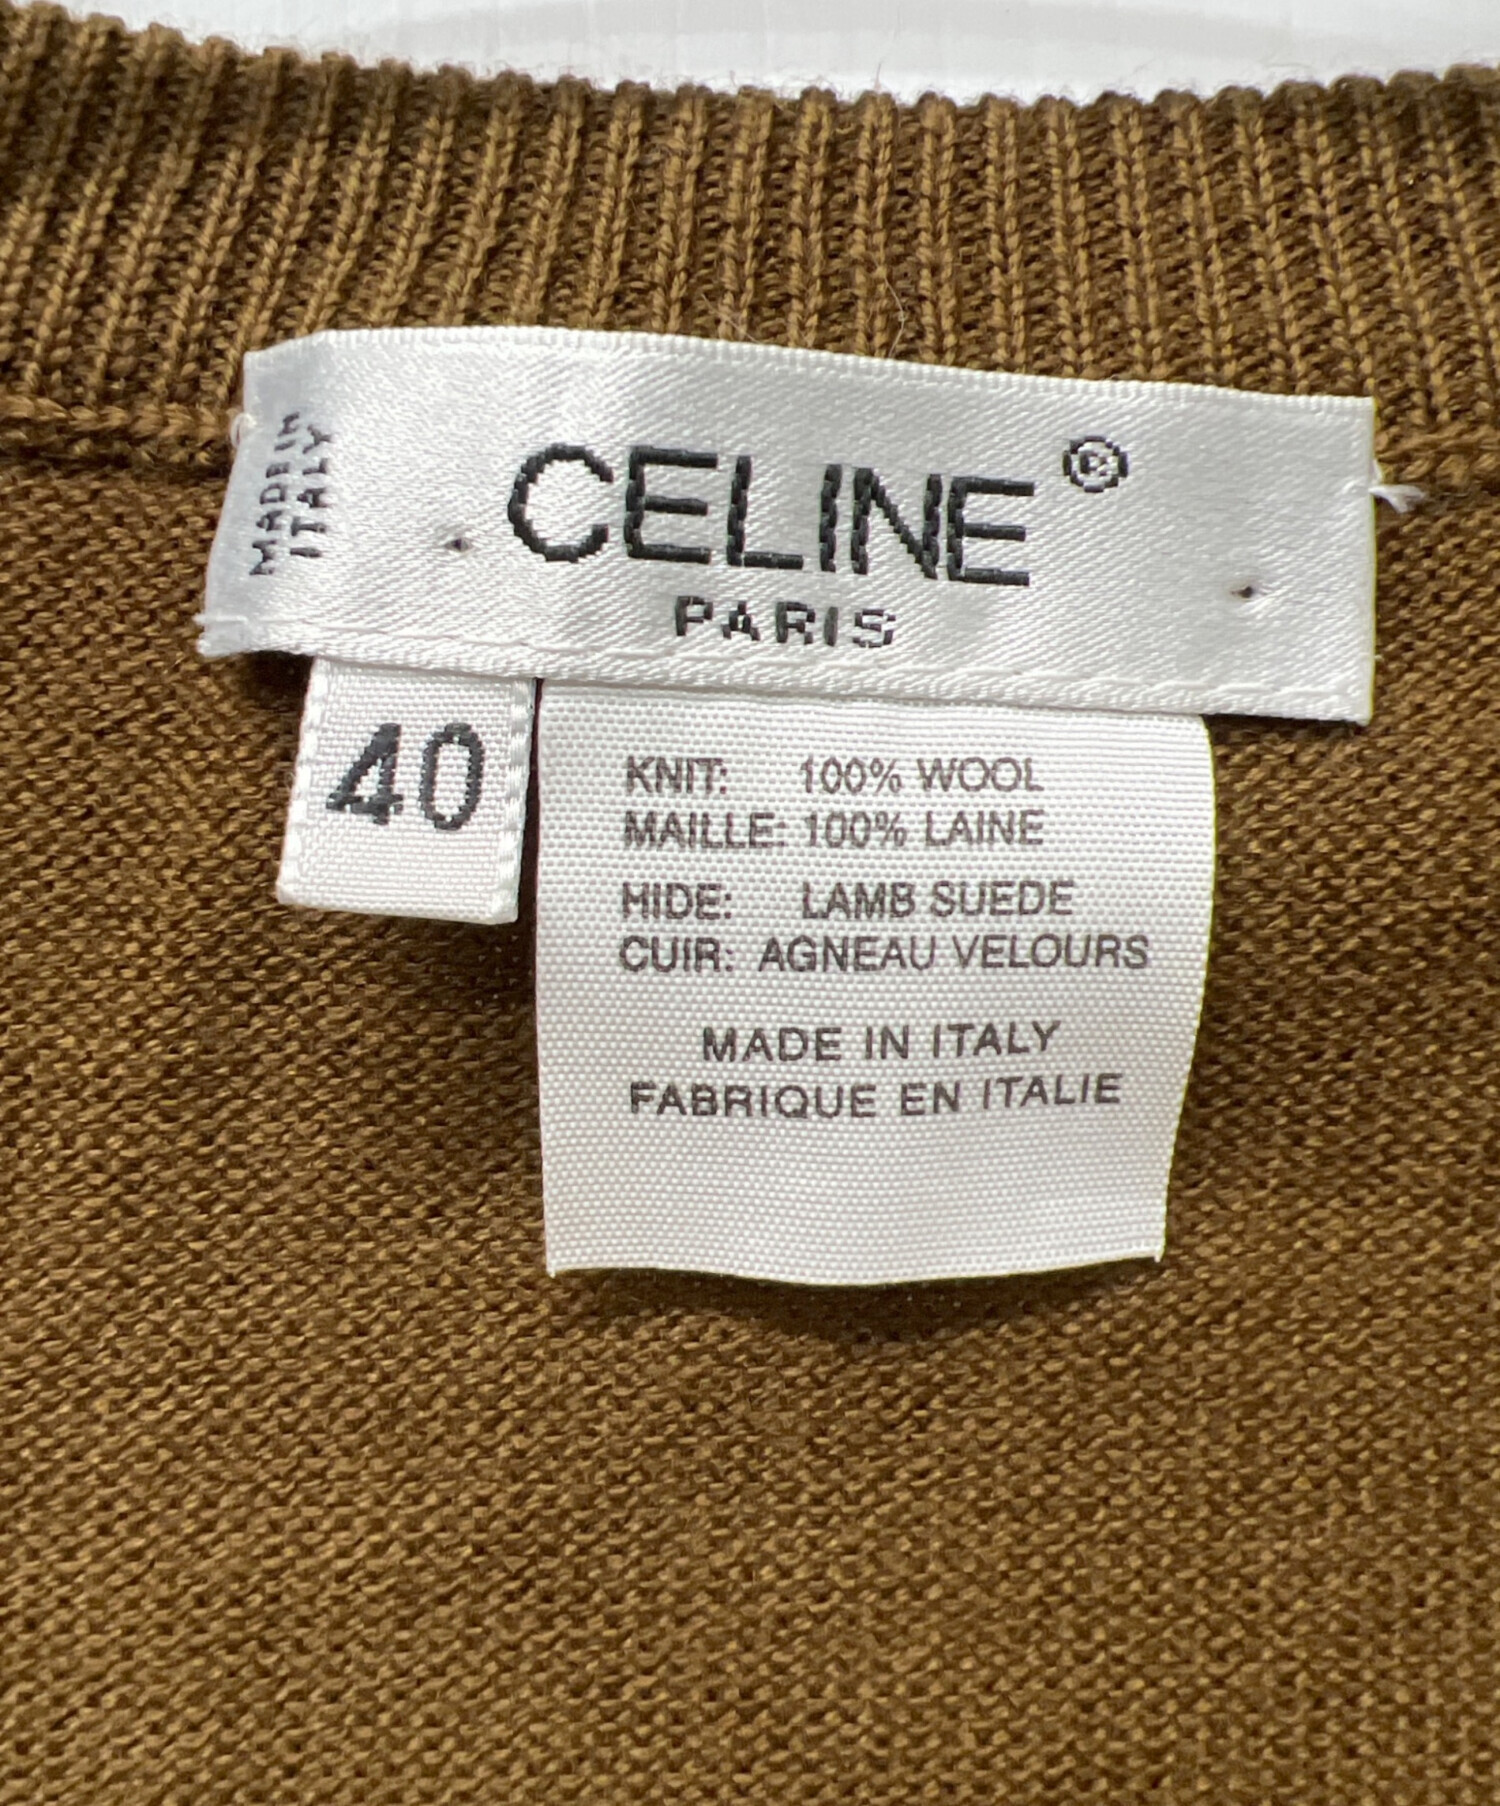 MADE IN
ITALY
CELINE®
PARIS
40
KNIT: 100% WOOL
MAILLE: 100% LAINE
HIDE: LAMB SUEDE
CUIR: AGNEAU VELOURS
MADE IN ITALY
FABRIQUE EN ITALIE